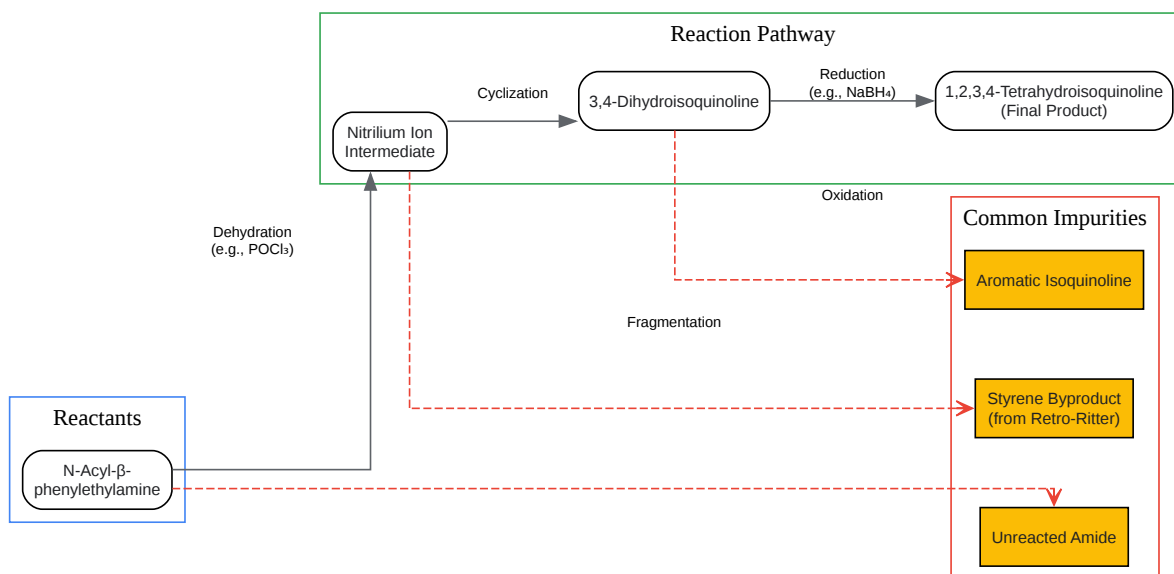 Reaction Pathway
Reduction
(e.g., NaBH₄)
Cyclization
3,4-Dihydroisoquinoline
1,2,3,4-Tetrahydroisoquinoline
(Final Product)
Nitrilium Ion
Intermediate
Oxidation
Common Impurities
Dehydration
(e.g., POCl₃)
Aromatic Isoquinoline
Fragmentation
Styrene Byproduct
(from Retro-Ritter)
Reactants
N-Acyl-β-
phenylethylamine
Unreacted Amide